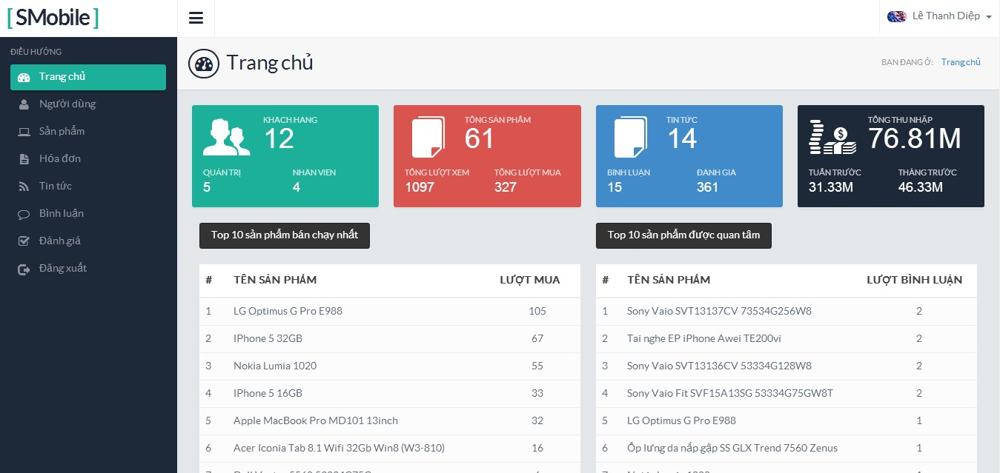 [ SMobile ]
Lê Thanh Diệp
ĐIỀU HƯỚNG
Trang chủ
Người dùng
Sản phẩm
Hóa đơn
Tin tức
Bình luận
Đánh giá
Đăng xuất
Trang chủ
BẠN ĐANG Ở: Trang chủ
KHÁCH HÀNG
12
QUẢN TRỊ NHÂN VIÊN
5 4
TỔNG SẢN PHẨM
61
TỔNG LƯỢT XEM TỔNG LƯỢT MUA
1097 327
TIN TỨC
14
BÌNH LUẬN ĐÁNH GIÁ
15 361
TỔNG THU NHẬP
76.81M
TUẦN TRƯỚC THÁNG TRƯỚC
31.33M 46.33M
Top 10 sản phẩm bán chạy nhất
# TÊN SẢN PHẨM LƯỢT MUA
1 LG Optimus G Pro E988 105
2 IPhone 5 32GB 67
3 Nokia Lumia 1020 55
4 IPhone 5 16GB 33
5 Apple MacBook Pro MD101 13inch 32
6 Acer Iconia Tab 8.1 Wifi 32Gb Win8 (W3-810) 16
Top 10 sản phẩm được quan tâm
# TÊN SẢN PHẨM LƯỢT BÌNH LUẬN
1 Sony Vaio SVT13137CV 73534G256W8 2
2 Tai nghe EP iPhone Awei TE200vi 2
3 Sony Vaio SVT13136CV 53334G128W8 2
4 Sony Vaio Fit SVF15A13SG 53334G75GW8T 2
5 LG Optimus G Pro E988 1
6 Ốp lưng da nắp gập SS GLX Trend 7560 Zenus 1